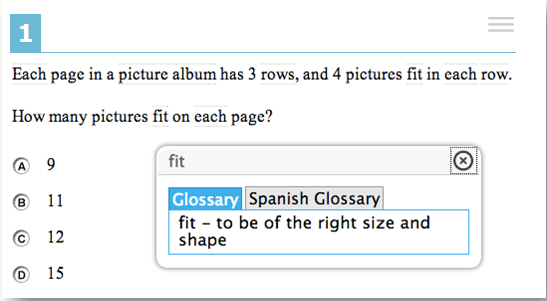 1
Each page in a picture album has 3 rows, and 4 pictures fit in each row.
How many pictures fit on each page?
A 9
B 11
C 12
D 15
fit
Glossary Spanish Glossary
fit – to be of the right size and
shape